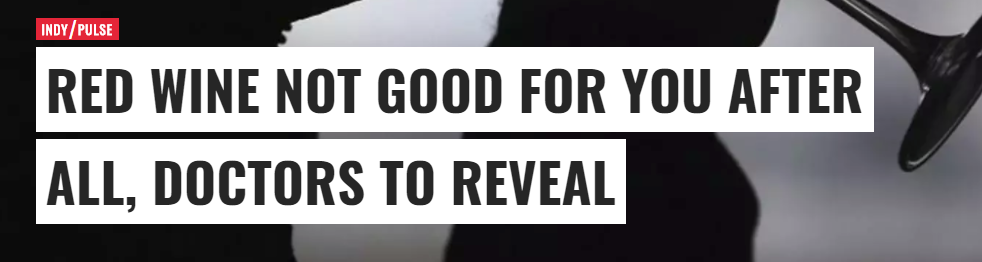 INDY/PULSE
RED WINE NOT GOOD FOR YOU AFTER
ALL, DOCTORS TO REVEAL